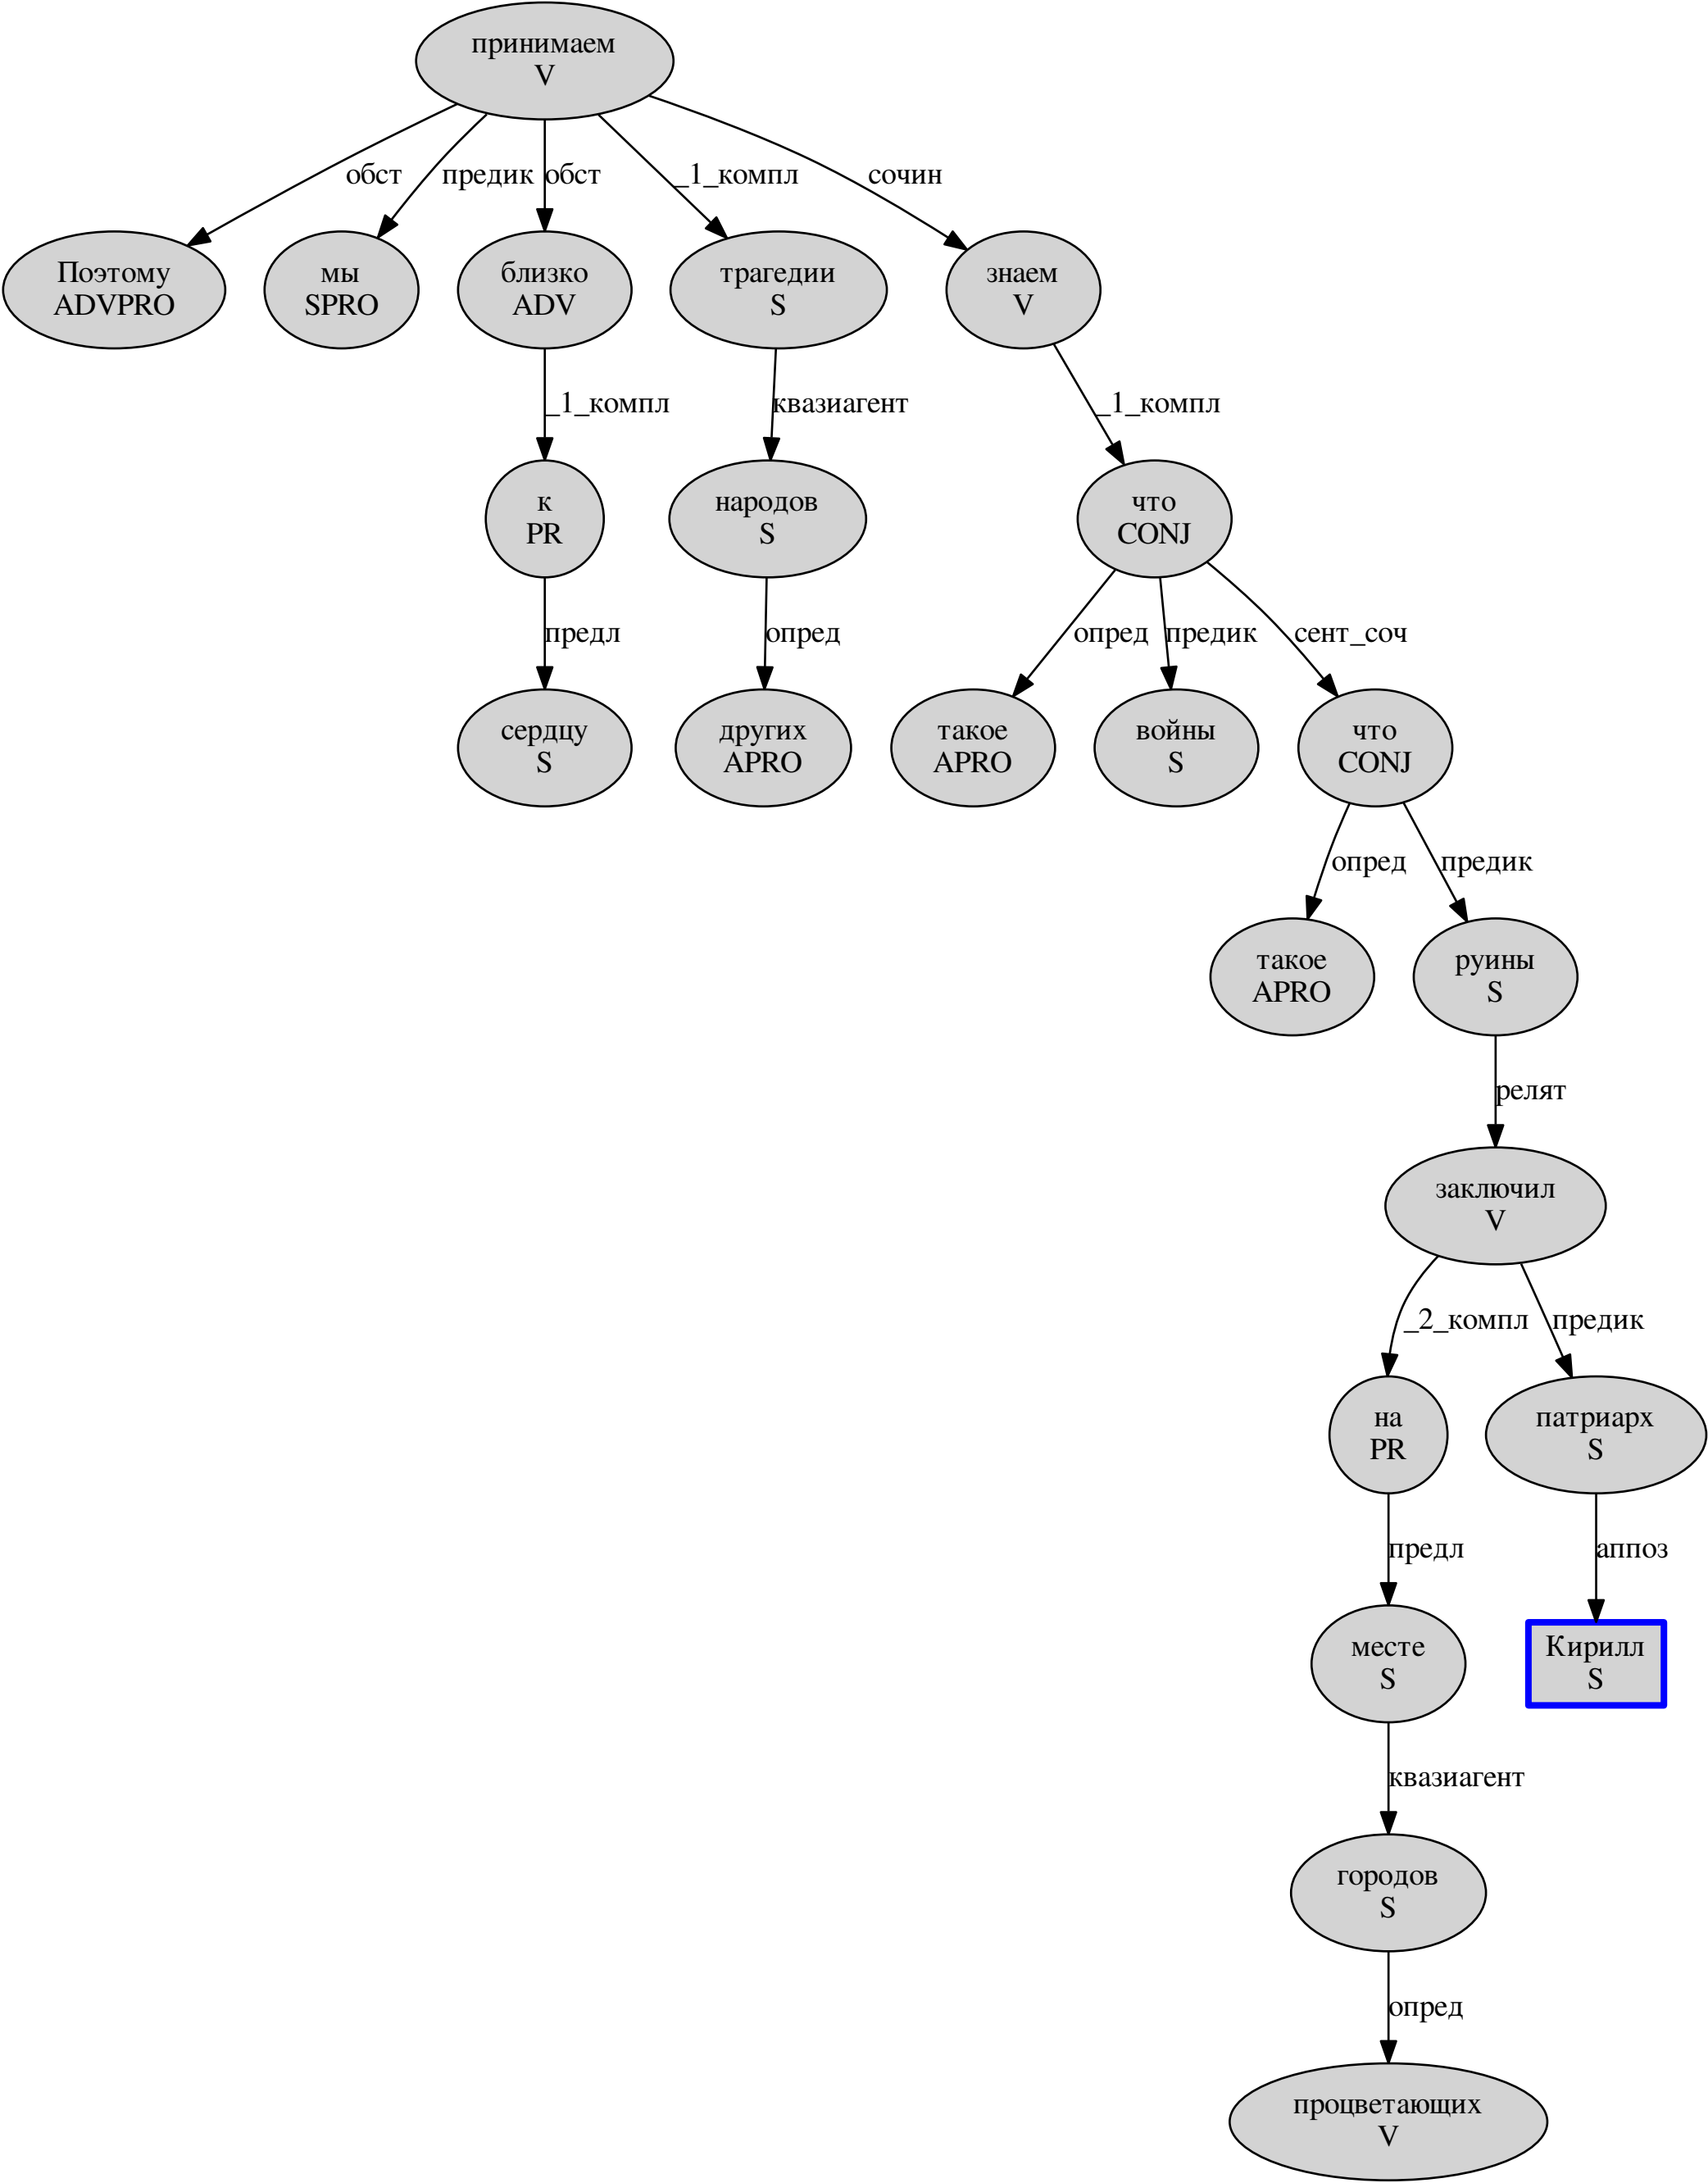 принимаем
V
обст
предик
обст
_1_компл
сочин
Поэтому
ADVPRO
мы
SPRO
близко
ADV
трагедии
S
знаем
V
_1_компл
квазиагент
_1_компл
к
PR
народов
S
что
CONJ
предл
опред
опред
предик
сент_соч
сердцу
S
других
APRO
такое
APRO
войны
S
что
CONJ
опред
предик
такое
APRO
руины
S
релят
заключил
V
_2_компл
предик
на
PR
патриарх
S
предл
аппоз
месте
S
Кирилл
S
квазиагент
городов
S
опред
процветающих
V